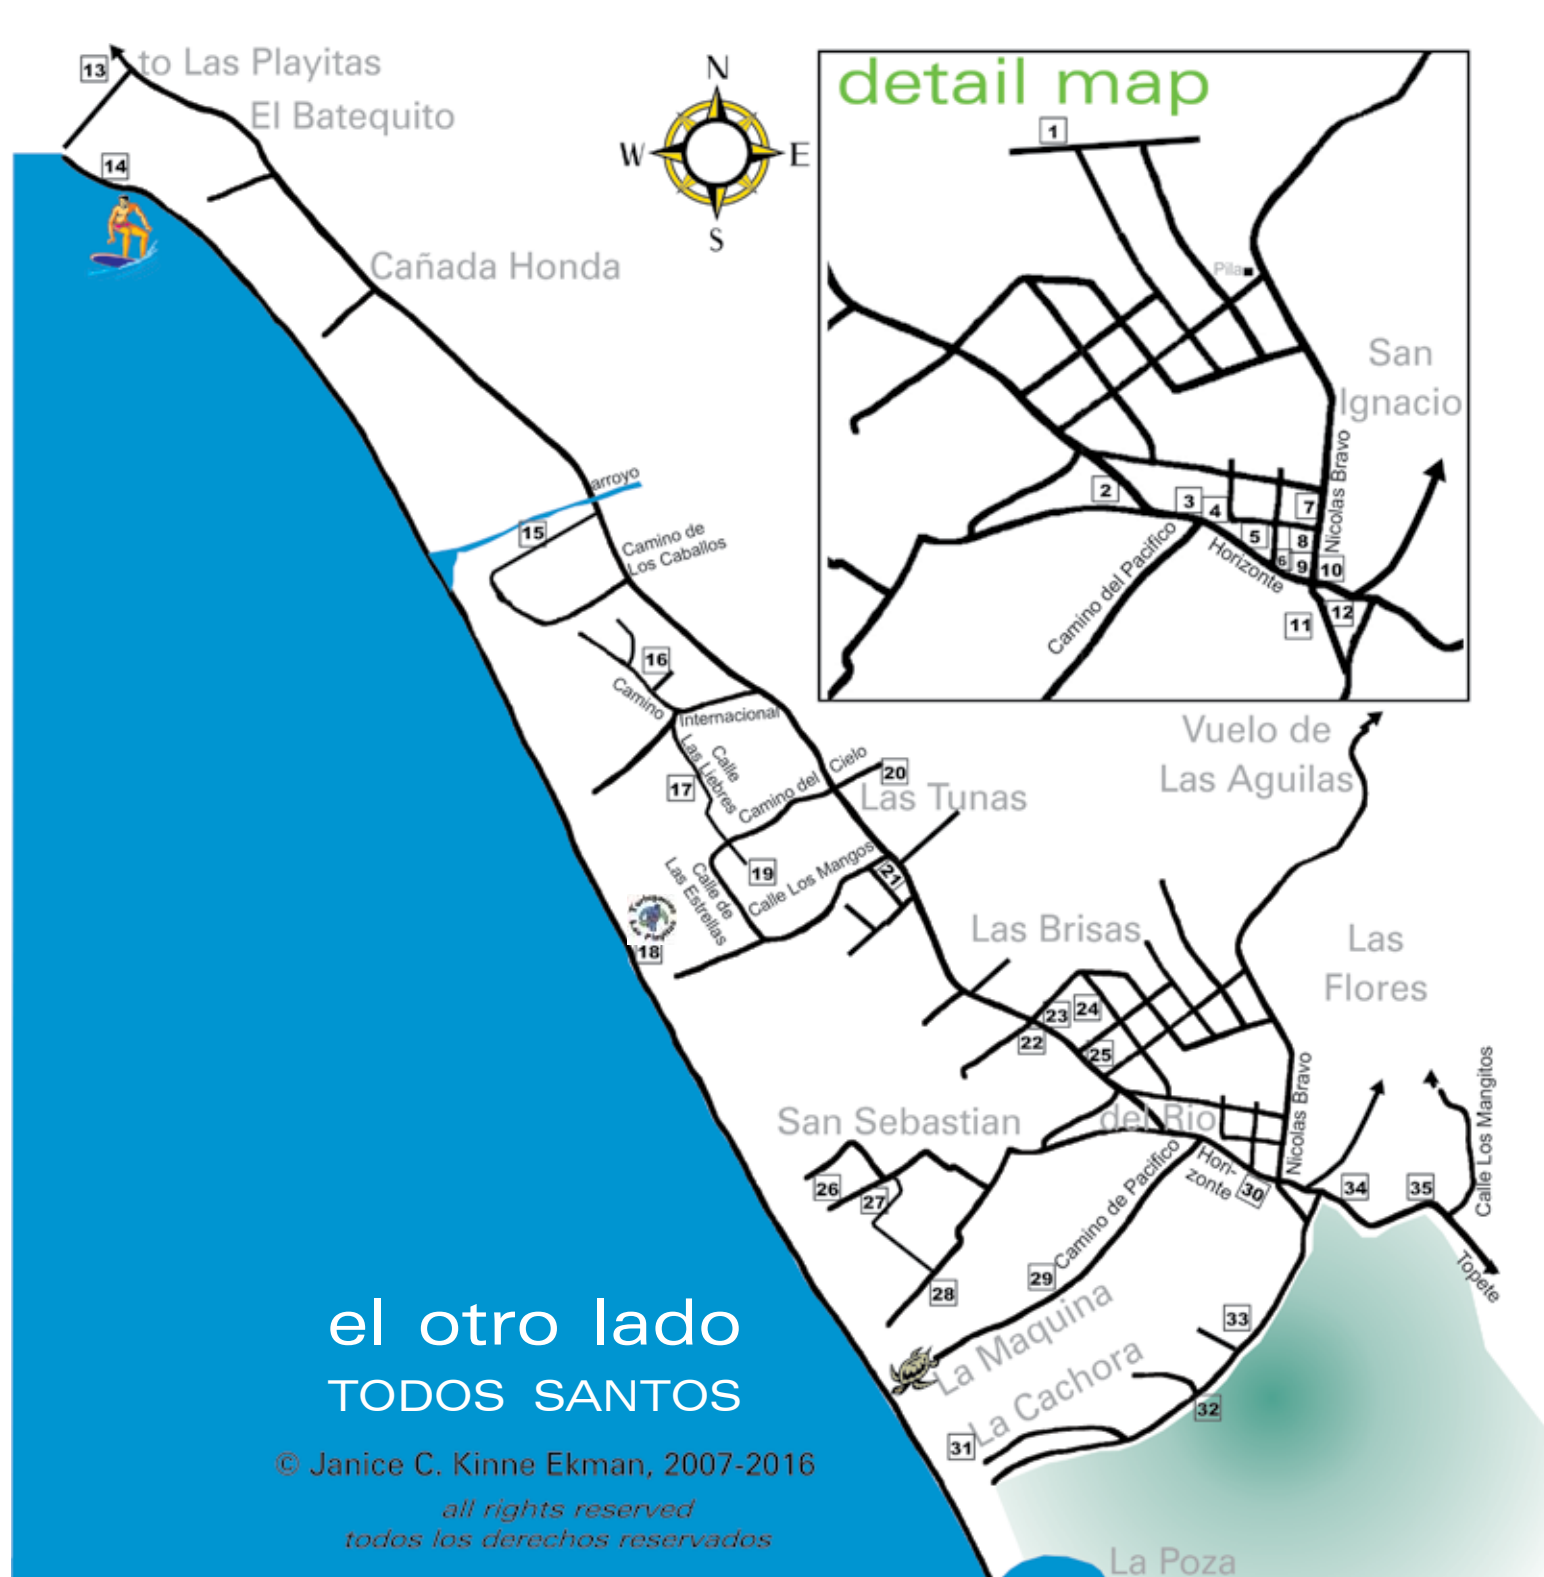 13
to Las Playitas
El Batequito
14
N
W
E
S
Cañada Honda
detail map
1
Pila
San
Ignacio
Nicolas Bravo
2
3
4
7
5
8
6
9
10
Camino del Pacifico
Horizonte
11
12
arroyo
15
Camino de
Los Caballos
16
Camino
Internacional
Calle
Las Liebres
17
Camino del Cielo
20
Las Tunas
19
Calle Los Mangos
21
Calle de
Las Estrellas
Tortugueros
Las Playitas
18
Vuelo de
Las Aguilas
Las Brisas
Las
Flores
23
24
22
25
San Sebastian
del Rio
Nicolas Bravo
Calle Los Mangitos
26
27
Hori-
zonte
30
34
35
Topete
Camino de Pacifico
28
29
La Maquina
33
La Cachora
32
31
el otro lado
TODOS SANTOS
© Janice C. Kinne Ekman, 2007-2016
all rights reserved
todos los derechos reservados
La Poza